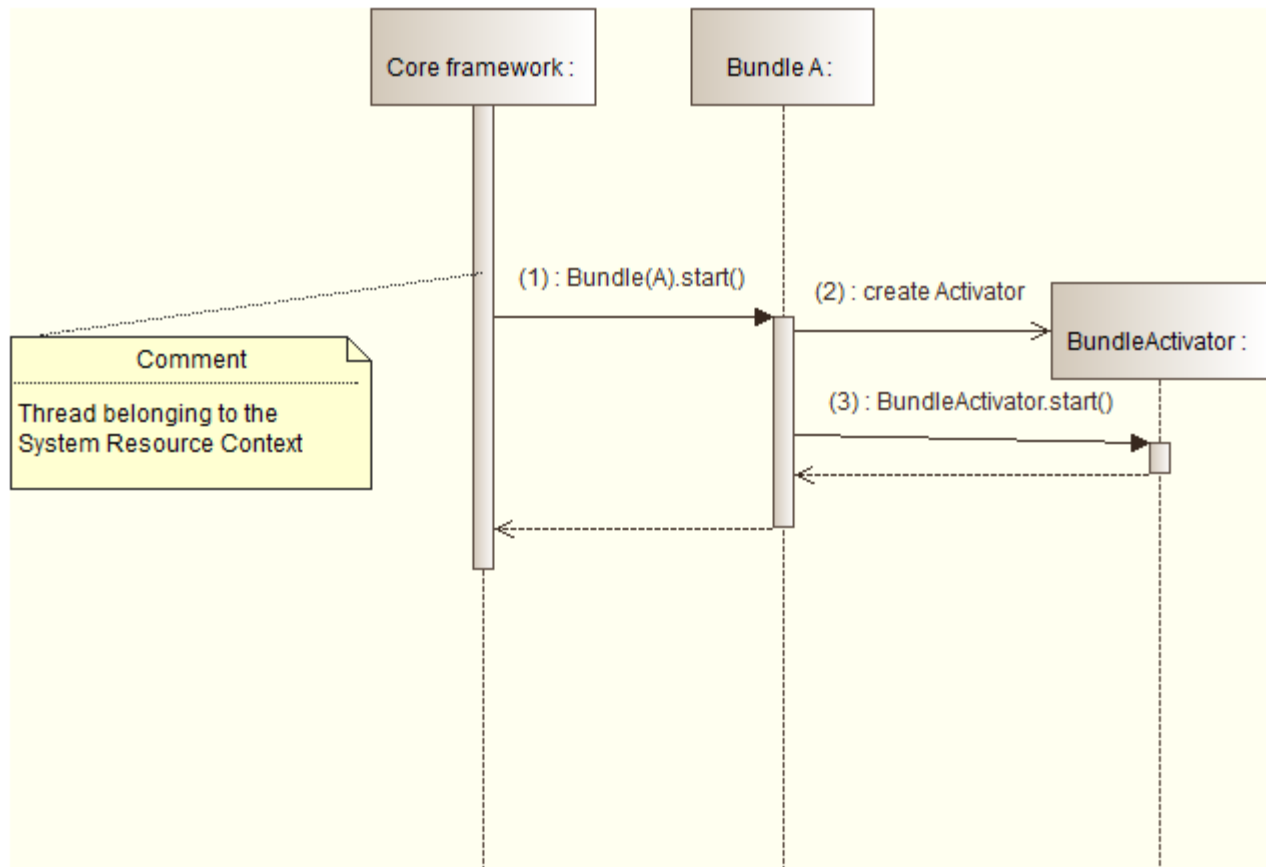 Core framework :
Bundle A :
(1) : Bundle(A).start()
(2) : create Activator
BundleActivator :
Comment
Thread belonging to the
System Resource Context
(3) : BundleActivator.start()